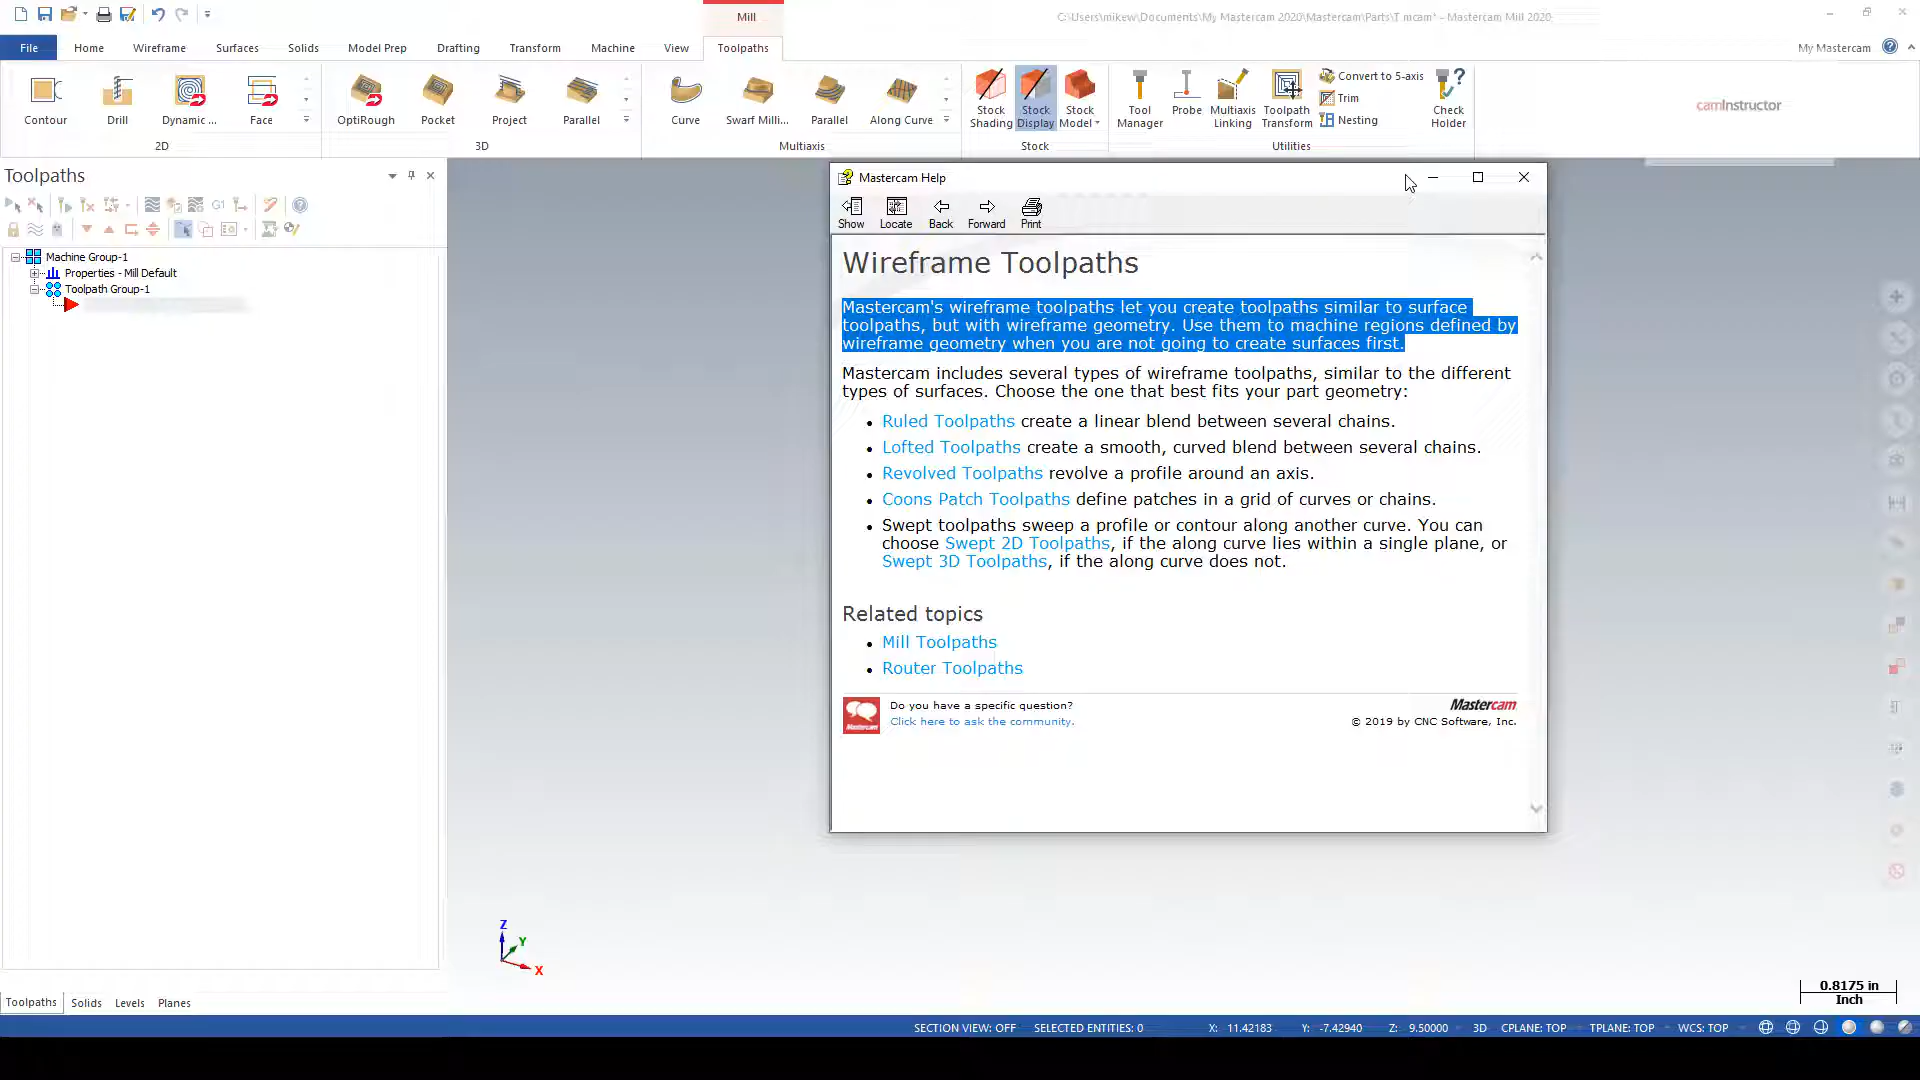 Mill
C:\Users\mikew\Documents\My Mastercam 2020\Mastercam\Parts\T.mcam* - Mastercam Mill 2020
File Home Wireframe Surfaces Solids Model Prep Drafting Transform Machine View Toolpaths My Mastercam
Contour Drill Dynamic ... Face OptiRough Pocket Project Parallel Curve Swarf Milli... Parallel Along Curve
Stock Shading Stock Display Stock Model Tool Manager Probe Multiaxis Linking Toolpath Transform
Convert to 5-axis
Trim
Nesting
Check Holder
camInstructor
2D 3D Multiaxis Stock Utilities
Toolpaths
G1
Machine Group-1
Properties - Mill Default
Toolpath Group-1
Mastercam Help
Show Locate Back Forward Print
Wireframe Toolpaths
Mastercam's wireframe toolpaths let you create toolpaths similar to surface
toolpaths, but with wireframe geometry. Use them to machine regions defined by
wireframe geometry when you are not going to create surfaces first.
Mastercam includes several types of wireframe toolpaths, similar to the different
types of surfaces. Choose the one that best fits your part geometry:
• Ruled Toolpaths create a linear blend between several chains.
• Lofted Toolpaths create a smooth, curved blend between several chains.
• Revolved Toolpaths revolve a profile around an axis.
• Coons Patch Toolpaths define patches in a grid of curves or chains.
• Swept toolpaths sweep a profile or contour along another curve. You can
choose Swept 2D Toolpaths, if the along curve lies within a single plane, or
Swept 3D Toolpaths, if the along curve does not.
Related topics
• Mill Toolpaths
• Router Toolpaths
Do you have a specific question?
Click here to ask the community.
Mastercam
© 2019 by CNC Software, Inc.
Z
Y
X
0.8175 in
Inch
Toolpaths Solids Levels Planes
SECTION VIEW: OFF SELECTED ENTITIES: 0 X: 11.42183 Y: -7.42940 Z: 9.50000 3D CPLANE: TOP TPLANE: TOP WCS: TOP